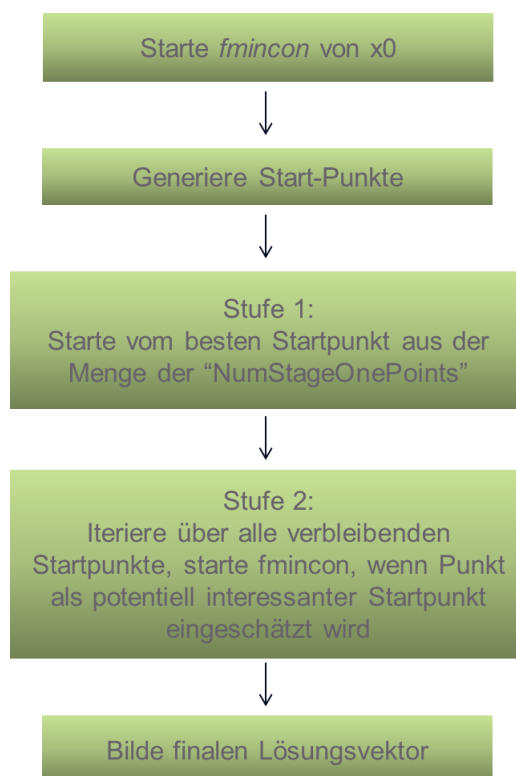 Starte fmincon von x0
Generiere Start-Punkte
Stufe 1:
Starte vom besten Startpunkt aus der
Menge der “NumStageOnePoints”
Stufe 2:
Iteriere über alle verbleibenden
Startpunkte, starte fmincon, wenn Punkt
als potentiell interessanter Startpunkt
eingeschätzt wird
Bilde finalen Lösungsvektor